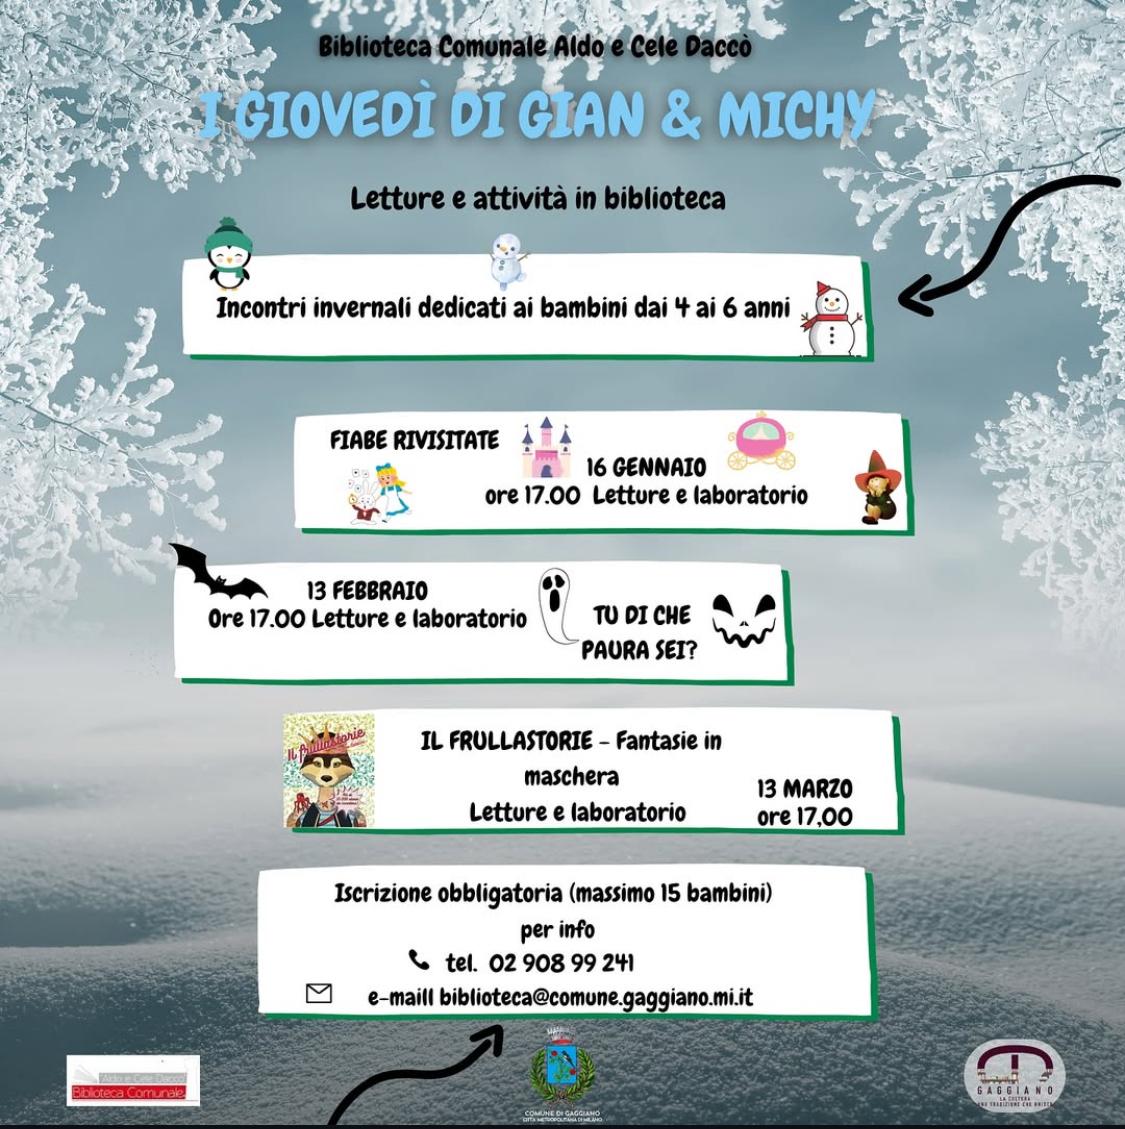 Biblioteca Comunale Aldo e Cele Daccò
I GIOVEDÌ DI GIAN & MICHY
Letture e attività in biblioteca
Incontri invernali dedicati ai bambini dai 4 ai 6 anni
FIABE RIVISITATE
16 GENNAIO
ore 17.00 Letture e laboratorio
13 FEBBRAIO
Ore 17.00 Letture e laboratorio
TU DI CHE
PAURA SEI?
Il frullastorie
IL FRULLASTORIE - Fantasie in
maschera
Letture e laboratorio
13 MARZO
ore 17,00
Iscrizione obbligatoria (massimo 15 bambini)
per info
tel. 02 908 99 241
e-maill biblioteca@comune.gaggiano.mi.it
Aldo e Cele Daccò
Biblioteca Comunale
COMUNE DI GAGGIANO
CITTÀ METROPOLITANA DI MILANO
GAGGIANO
LA CULTURA
UNA TRADIZIONE CHE UNISCE